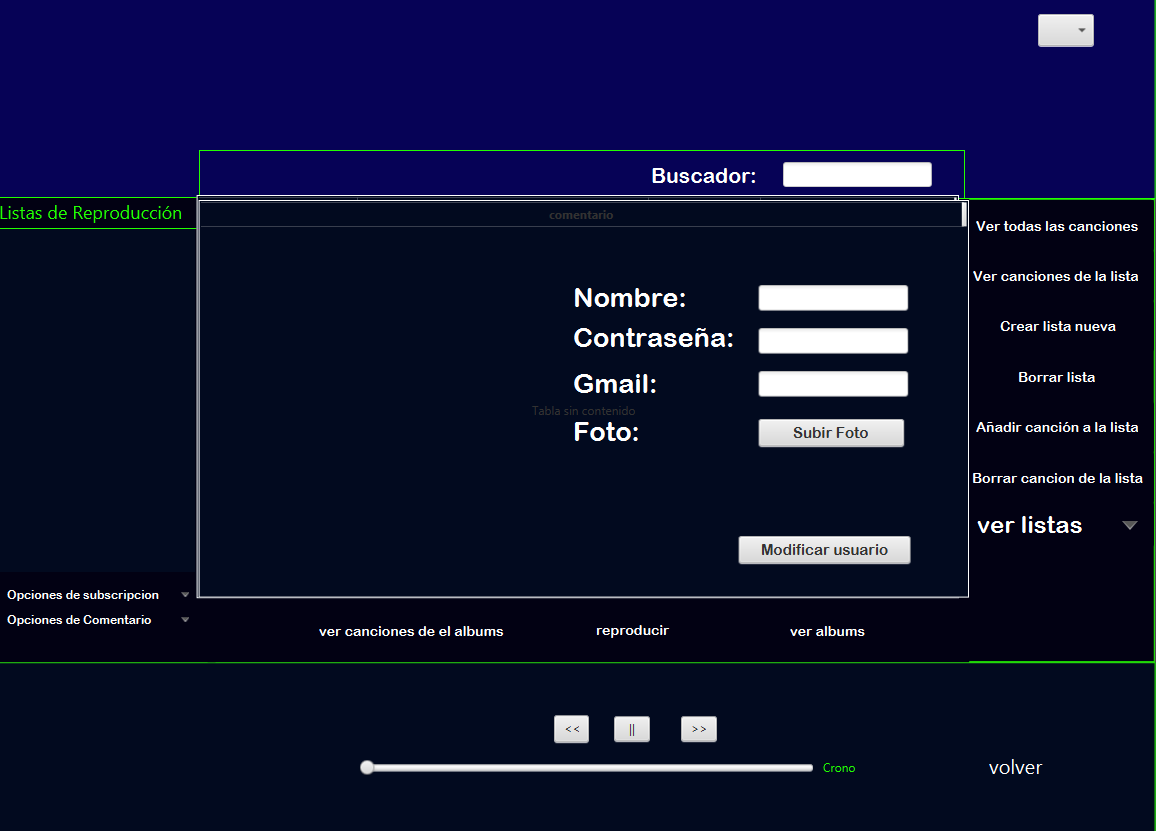 Buscador:
Listas de Reproducción
comentario
Ver todas las canciones
Ver canciones de la lista
Nombre:
Crear lista nueva
Contraseña:
Borrar lista
Gmail:
Tabla sin contenido
Foto:
Subir Foto
Añadir canción a la lista
Borrar cancion de la lista
ver listas
Modificar usuario
Opciones de subscripcion
Opciones de Comentario
ver canciones de el albums
reproducir
ver albums
<<
||
>>
Crono
volver